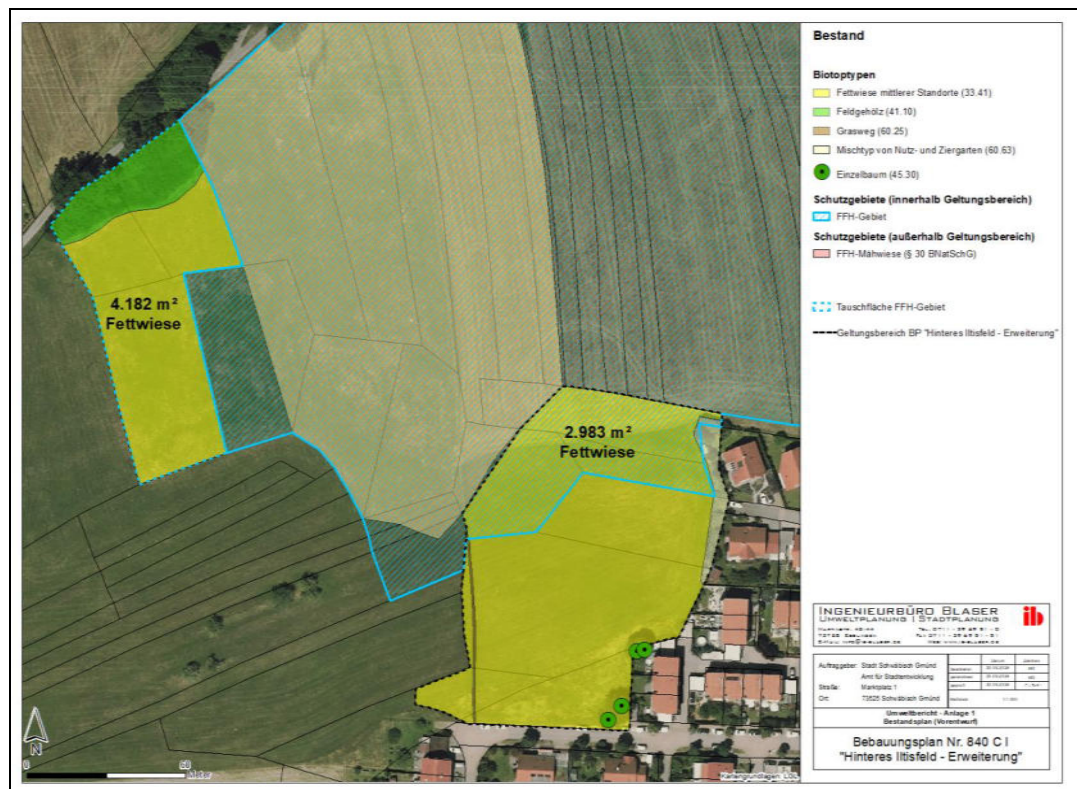 4.182 m²
Fettwiese
2.983 m²
Fettwiese
N
0
50
Meter
Kartengrundlagen: LGL
Bestand
Biotoptypen
Fettwiese mittlerer Standorte (33.41)
Feldgehölz (41.10)
Grasweg (60.25)
Mischtyp von Nutz- und Ziergarten (60.63)
Einzelbaum (45.30)
Schutzgebiete (innerhalb Geltungsbereich)
FFH-Gebiet
Schutzgebiete (außerhalb Geltungsbereich)
FFH-Mähwiese (§ 30 BNatSchG)
Tauschfläche FFH-Gebiet
Geltungsbereich BP "Hinteres Iltisfeld - Erweiterung"
INGENIEURBÜRO BLASER
UMWELTPLANUNG | STADTPLANUNG
ib
Auftraggeber: Stadt Schwäbisch Gmünd
Amt für Stadtentwicklung
Straße: Marktplatz 1
Ort: 73525 Schwäbisch Gmünd
Umweltbericht - Anlage 1
Bestandsplan (Vorentwurf)
Bebauungsplan Nr. 840 C I
"Hinteres Iltisfeld - Erweiterung"